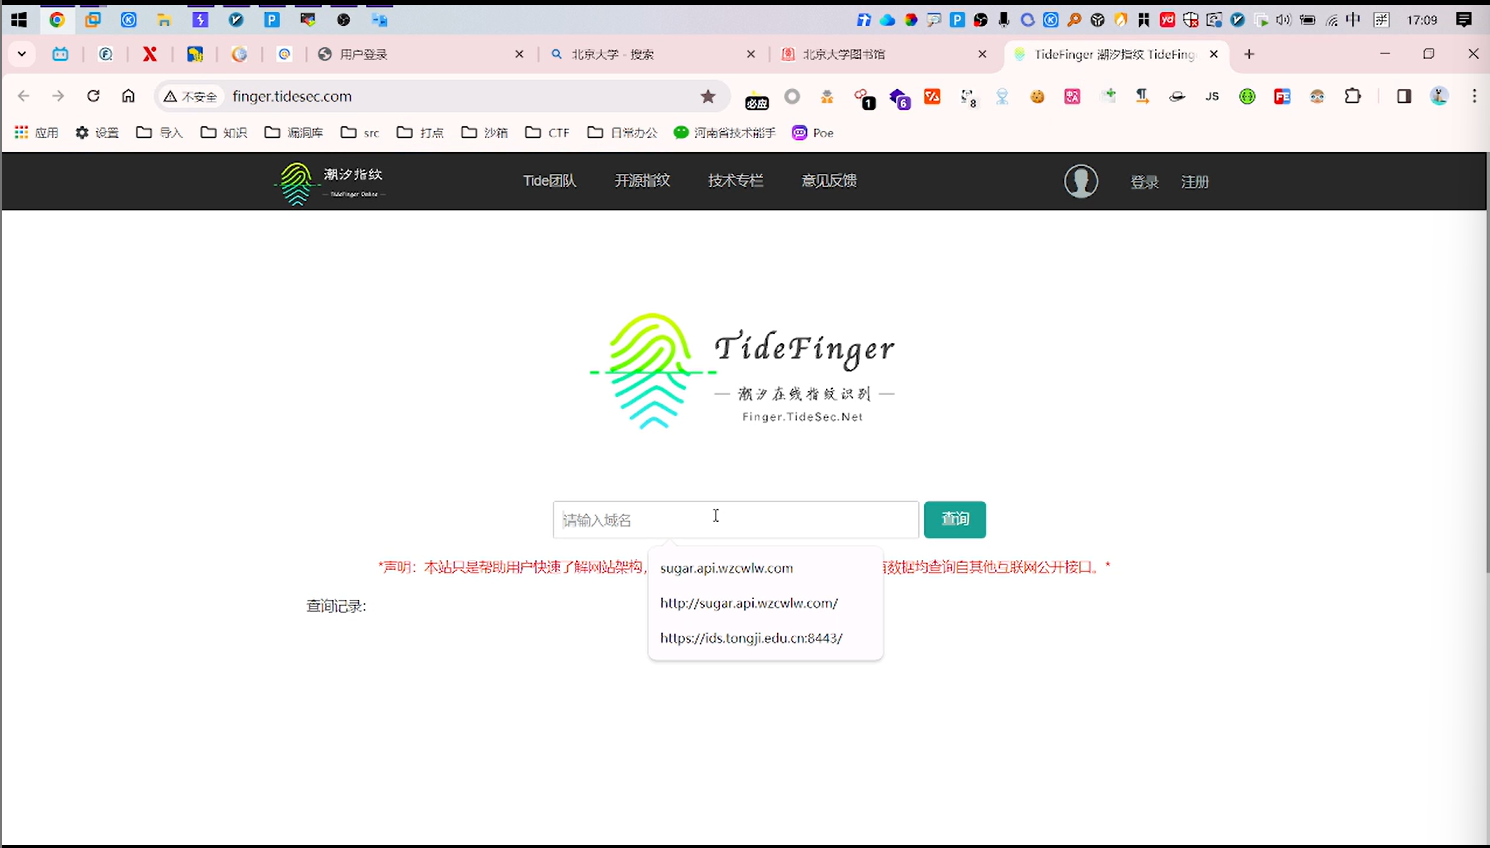 中 拼 17:09
用户登录
北京大学 - 搜索
北京大学图书馆
TideFinger 潮汐指纹 TideFing
不安全 finger.tidesec.com
必应 1 6 8 JS
应用 设置 导入 知识 漏洞库 src 打点 沙箱 CTF 日常办公 河南省技术能手 Poe
潮汐指纹
TideFinger Online
Tide团队 开源指纹 技术专栏 意见反馈 登录 注册
TideFinger
潮汐在线指纹识别
Finger.TideSec.Net
请输入域名 查询
sugar.api.wzcwlw.com
*声明：本站只是帮助用户快速了解网站架构, 数据均查询自其他互联网公开接口。*
http://sugar.api.wzcwlw.com/
查询记录:
https://ids.tongji.edu.cn:8443/